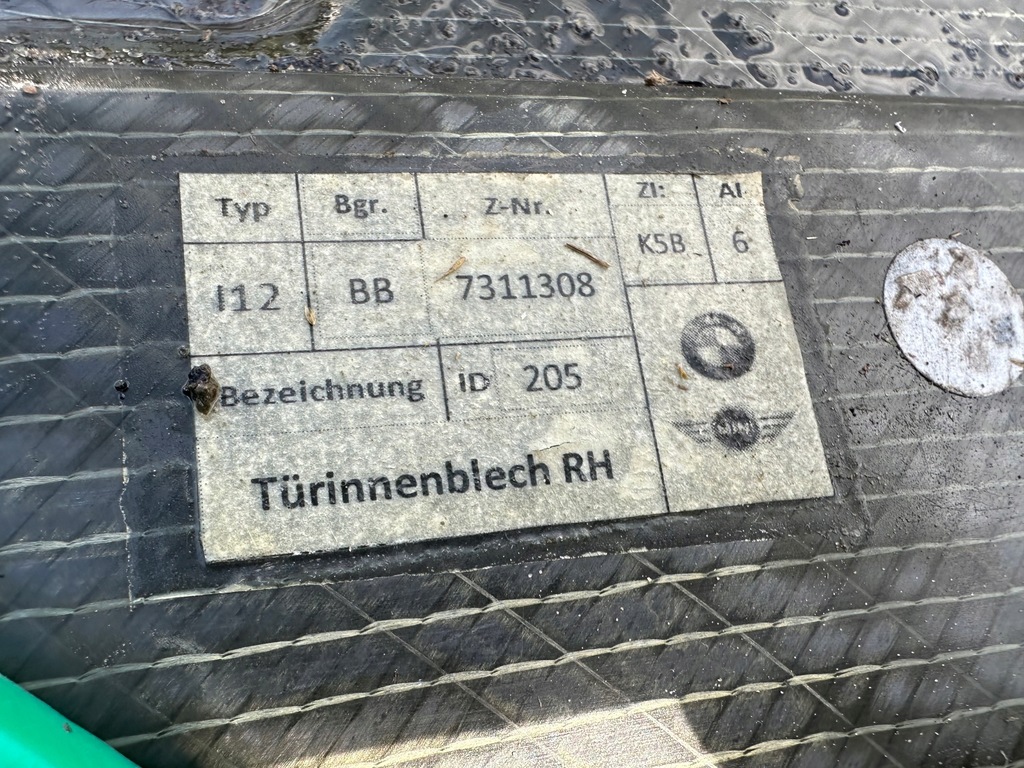 Typ Bgr. Z-Nr. ZI: AI
I12 BB 7311308 K5B 6
Bezeichnung ID 205
Türinnenblech RH